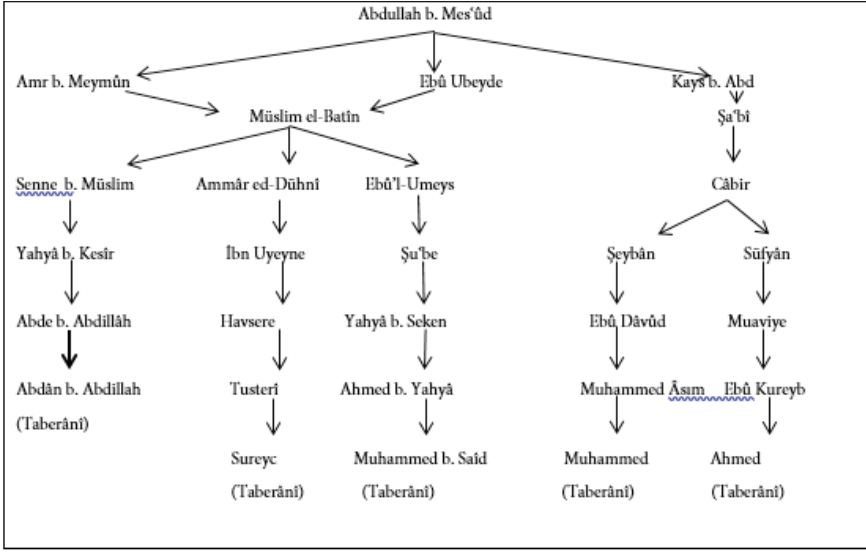 Abdullah b. Mes‘ûd
Amr b. Meymûn Ebû Ubeyde Kays b. Abd
Müslim el-Batîn Şa‘bî
Senne b. Müslim Ammâr ed-Dühnî Ebû’l-Umeys Câbir
Yahyâ b. Kesîr İbn Uyeyne Şu‘be Şeybân Süfyân
Abde b. Abdillâh Havsere Yahyâ b. Seken Ebû Dâvûd Muaviye
Abdân b. Abdillah Tusterî Ahmed b. Yahyâ Muhammed Âsım Ebû Kureyb
(Taberânî)
Sureyc Muhammed b. Saîd Muhammed Ahmed
(Taberânî) (Taberânî) (Taberânî) (Taberânî)